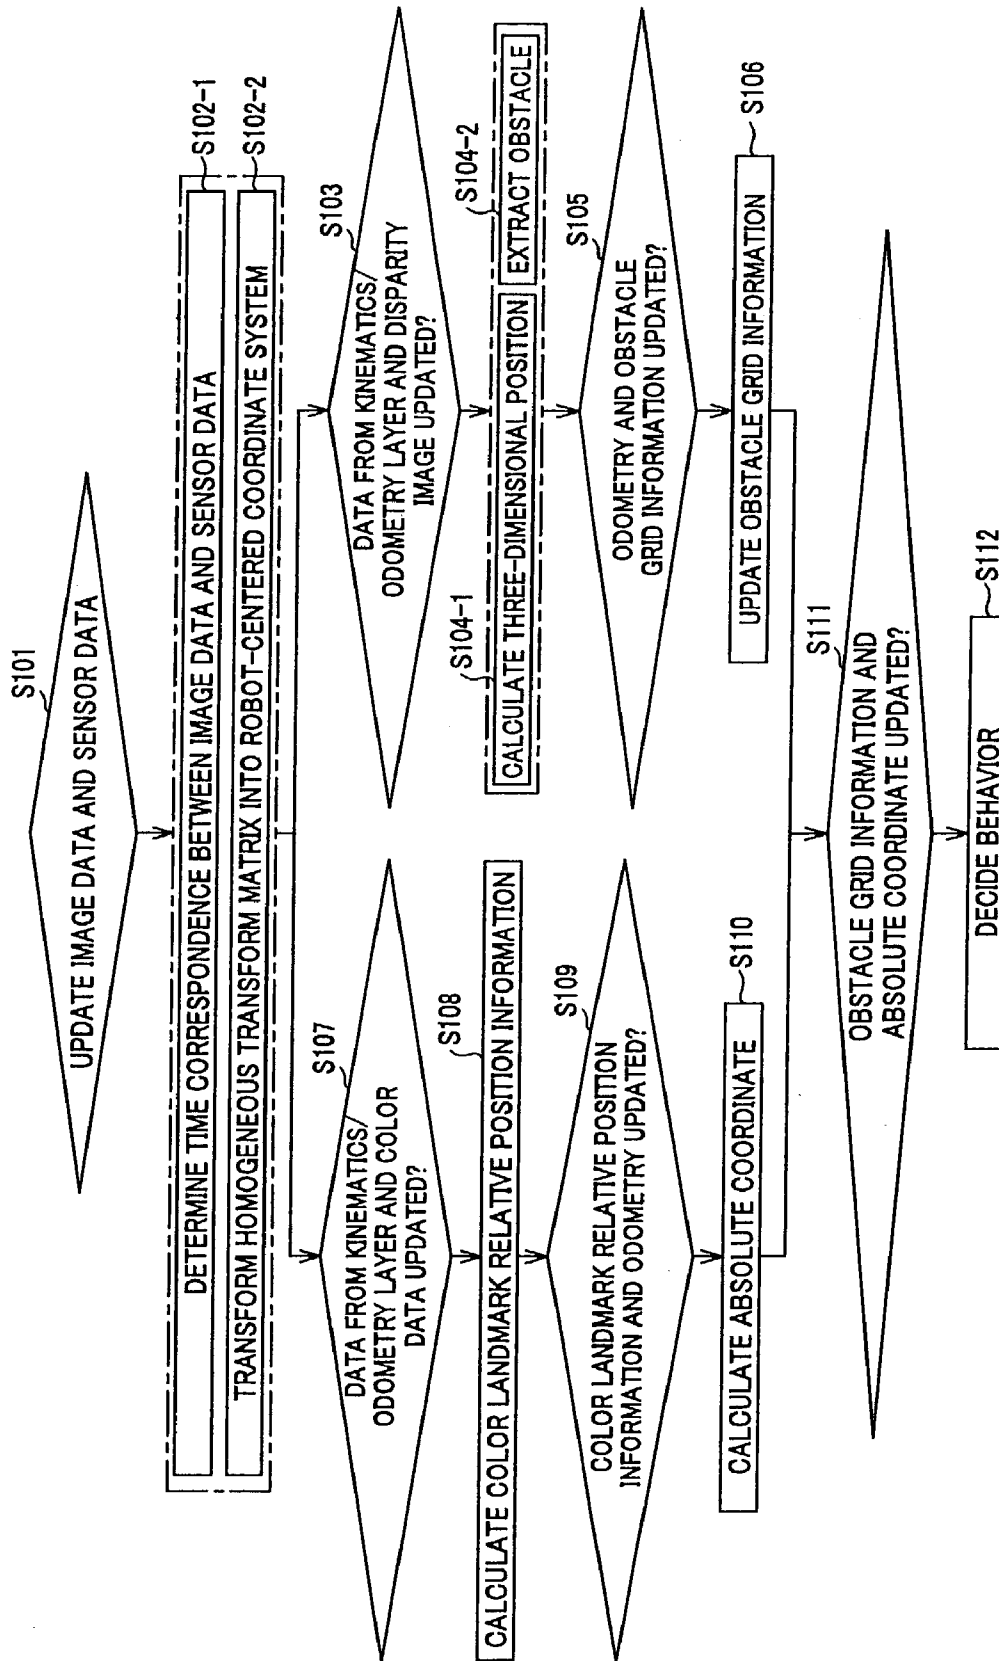 S101
UPDATE IMAGE DATA AND SENSOR DATA
S102-1
DETERMINE TIME CORRESPONDENCE BETWEEN IMAGE DATA AND SENSOR DATA
S102-2
TRANSFORM HOMOGENEOUS TRANSFORM MATRIX INTO ROBOT-CENTERED COORDINATE SYSTEM
S107
DATA FROM KINEMATICS/
ODOMETRY LAYER AND COLOR
DATA UPDATED?
S108
CALCULATE COLOR LANDMARK RELATIVE POSITION INFORMATION
S109
COLOR LANDMARK RELATIVE POSITION
INFORMATION AND ODOMETRY UPDATED?
S110
CALCULATE ABSOLUTE COORDINATE
S103
DATA FROM KINEMATICS/
ODOMETRY LAYER AND DISPARITY
IMAGE UPDATED?
S104-1
CALCULATE THREE-DIMENSIONAL POSITION
S104-2
EXTRACT OBSTACLE
S105
ODOMETRY AND OBSTACLE
GRID INFORMATION UPDATED?
S106
UPDATE OBSTACLE GRID INFORMATION
S111
OBSTACLE GRID INFORMATION AND
ABSOLUTE COORDINATE UPDATED?
S112
DECIDE BEHAVIOR